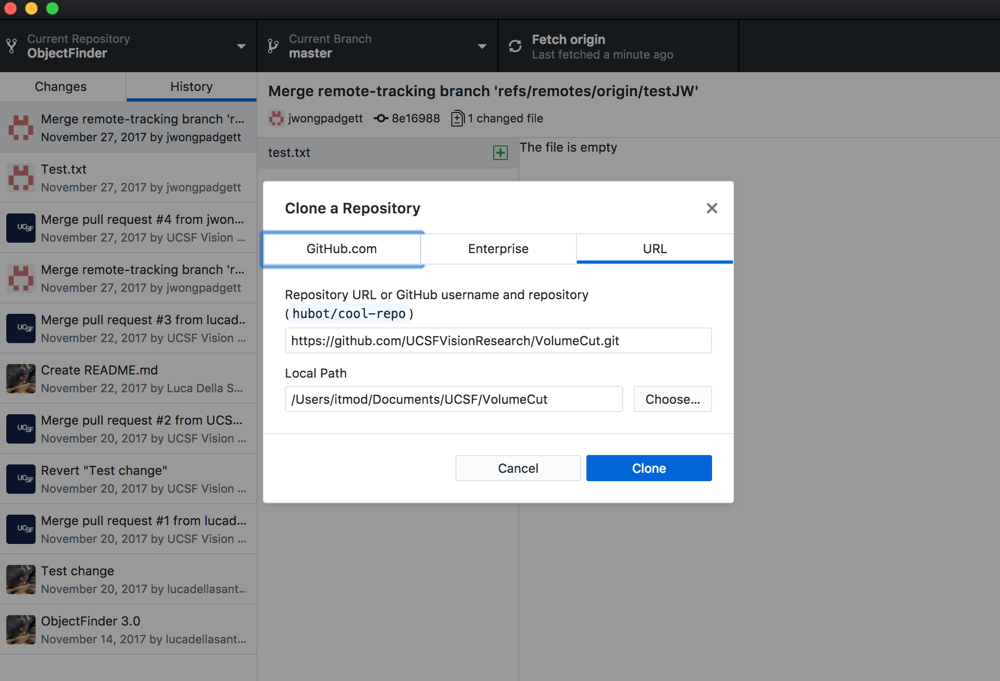 Current Repository
ObjectFinder
Current Branch
master
Fetch origin
Last fetched a minute ago
Changes
History
Merge remote-tracking branch 'r...
November 27, 2017 by jwongpadgett
Test.txt
November 27, 2017 by jwongpadgett
UCSF
Merge pull request #4 from jwon...
November 27, 2017 by UCSF Vision ...
Merge remote-tracking branch 'r...
November 27, 2017 by jwongpadgett
UCSF
Merge pull request #3 from lucad...
November 22, 2017 by UCSF Vision ...
Create README.md
November 22, 2017 by Luca Della S...
UCSF
Merge pull request #2 from UCS...
November 20, 2017 by UCSF Vision ...
UCSF
Revert "Test change"
November 20, 2017 by UCSF Vision ...
UCSF
Merge pull request #1 from lucad...
November 20, 2017 by UCSF Vision ...
Test change
November 20, 2017 by lucadellasant...
ObjectFinder 3.0
November 14, 2017 by lucadellasant...
Merge remote-tracking branch 'refs/remotes/origin/testJW'
jwongpadgett 8e16988 1 changed file
test.txt
The file is empty
Clone a Repository
GitHub.com
Enterprise
URL
Repository URL or GitHub username and repository
(hubot/cool-repo)
https://github.com/UCSFVisionResearch/VolumeCut.git
Local Path
/Users/itmod/Documents/UCSF/VolumeCut
Choose...
Cancel
Clone